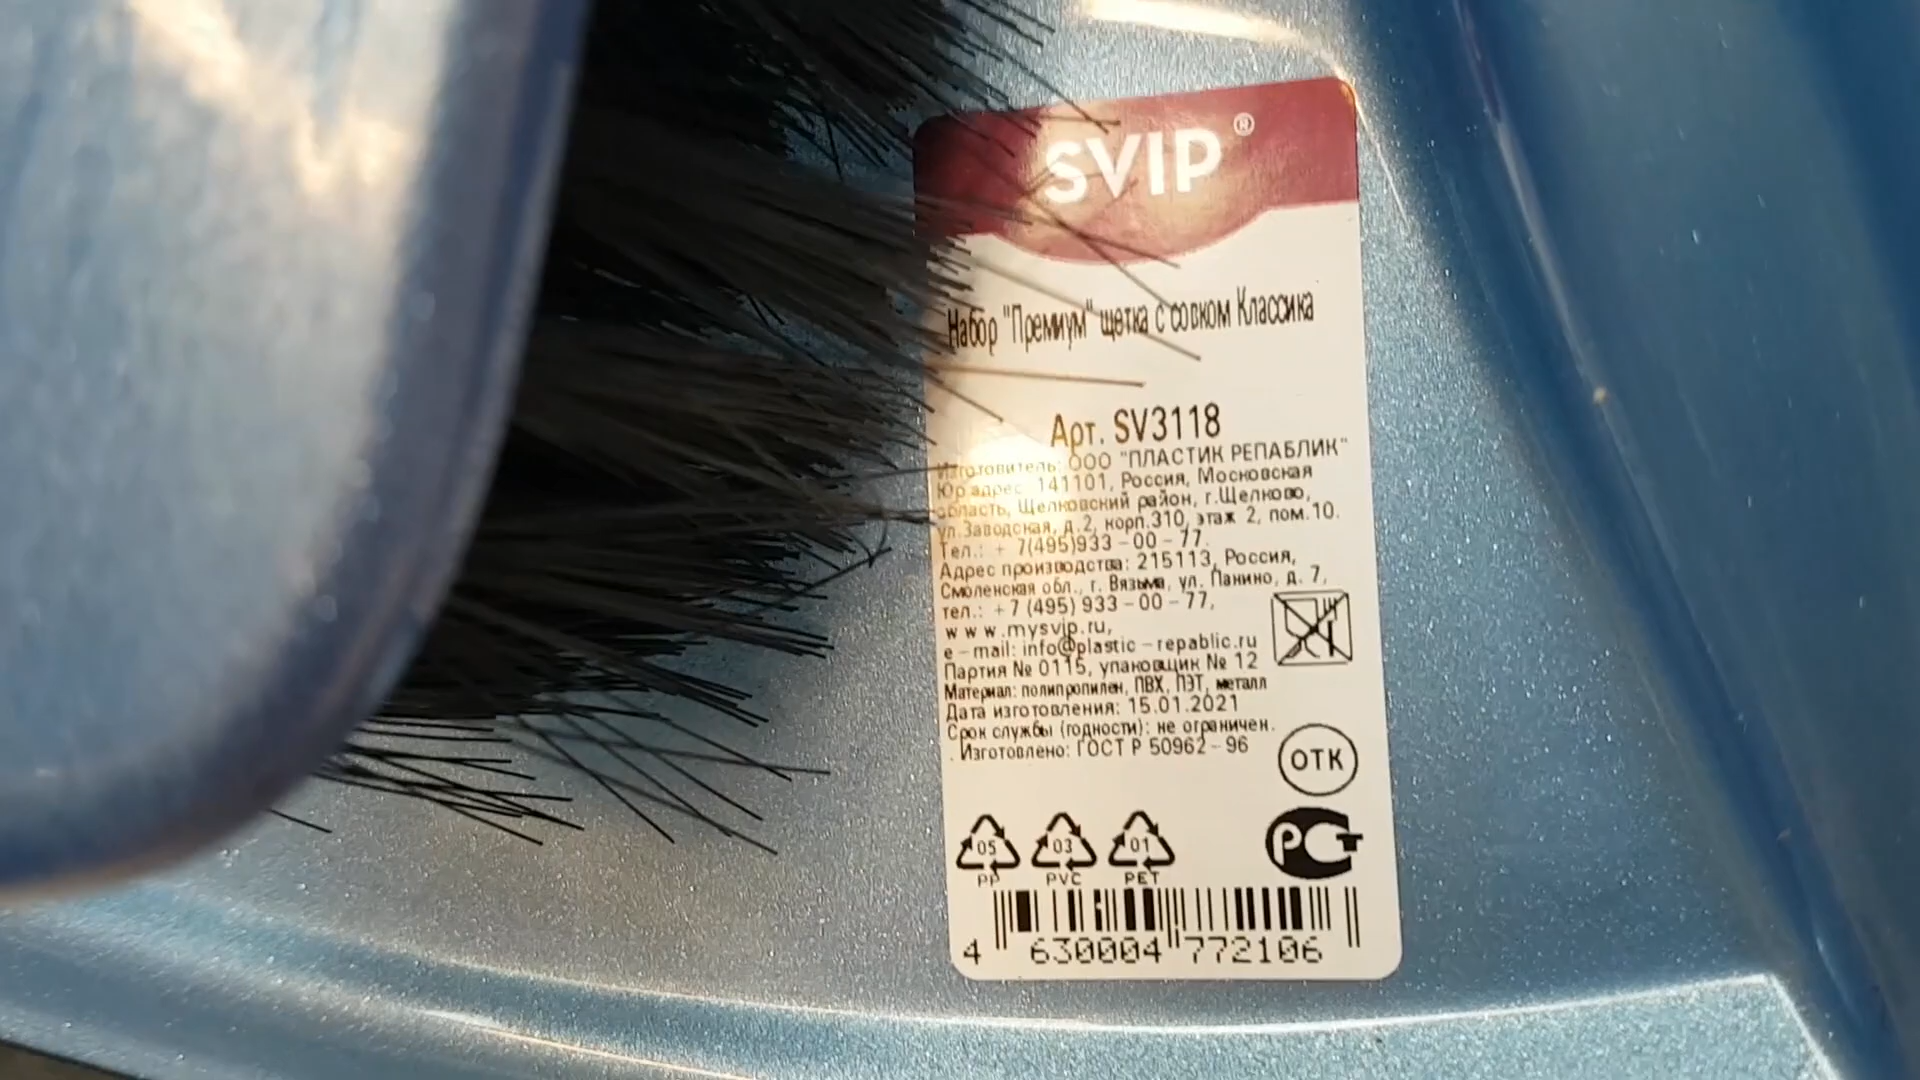 SVIP®
Набор "Премиум" щетка с совком Классика
Арт. SV3118
Изготовитель: ООО "ПЛАСТИК РЕПАБЛИК"
Юр.адрес: 141101, Россия, Московская
область, Щелковский район, г.Щелково,
ул.Заводская, д.2, корп.310, этаж 2, пом.10.
Тел.: + 7(495)933-00-77.
Адрес производства: 215113, Россия,
Смоленская обл., г. Вязьма, ул. Панино, д. 7,
тел.: +7 (495) 933-00-77,
www.mysvip.ru,
e-mail: info@plastic-repablic.ru
Партия № 0115, упаковщик № 12
Материал: полипропилен, ПВХ, ПЭТ, металл
Дата изготовления: 15.01.2021
Срок службы (годности): не ограничен.
. Изготовлено: ГОСТ Р 50962-96
ОТК
05 03 01
PP PVC PET
РСТ
4 630004 772106